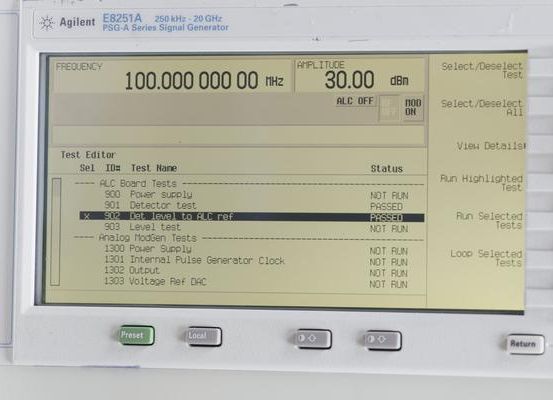 Agilent E8251A 250 kHz - 20 GHz
PSG-A Series Signal Generator
FREQUENCY
100.000 000 00 MHz
AMPLITUDE
30.00 dBm
ALC OFF
MOD
ON
Test Editor
Sel ID# Test Name Status
---- ALC Board Tests ----
900 Power supply NOT RUN
901 Detector test PASSED
x 902 Det level to ALC ref PASSED
903 Level test NOT RUN
---- Analog ModGen Tests ----
1300 Power Supply NOT RUN
1301 Internal Pulse Generator Clock NOT RUN
1302 Output NOT RUN
1303 Voltage Ref DAC NOT RUN
Select/Deselect
Test
Select/Deselect
All
View Details
Run Highlighted
Test
Run Selected
Tests
Loop Selected
Tests
Preset
Local
Return